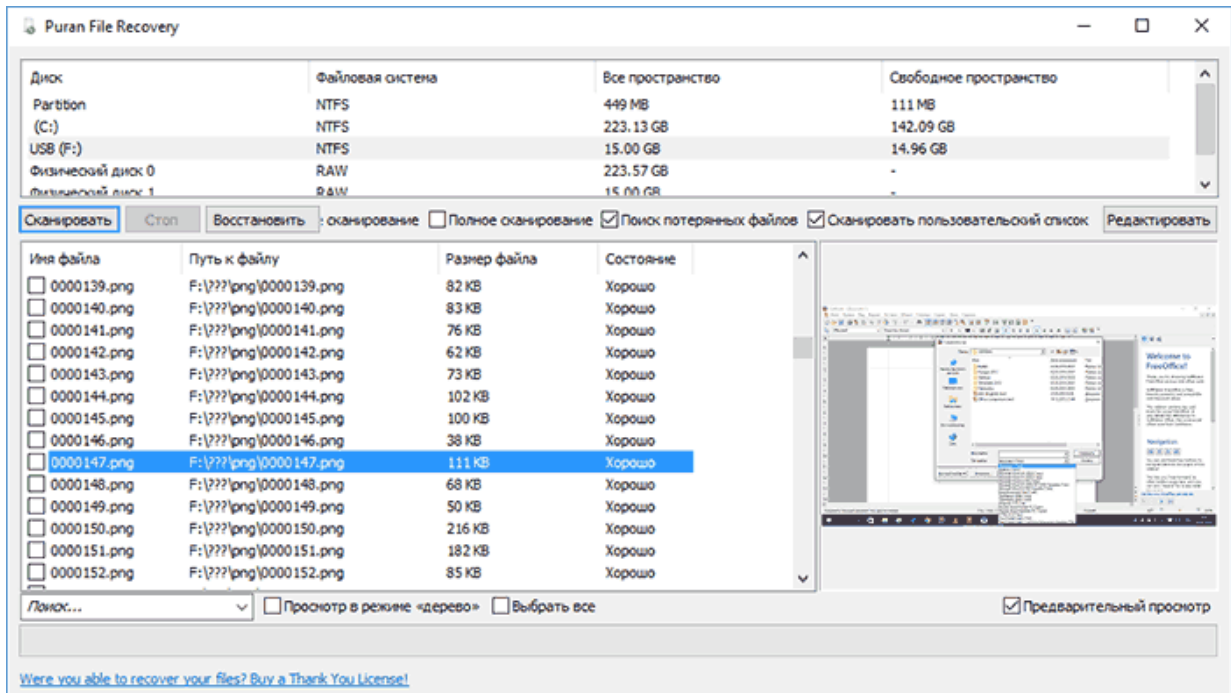 Puran File Recovery
Диск Файловая система Все пространство Свободное пространство
Partition NTFS 449 MB 111 MB
(C:) NTFS 223.13 GB 142.09 GB
USB (F:) NTFS 15.00 GB 14.96 GB
Физический диск 0 RAW 223.57 GB -
Физический диск 1 RAW 15.00 GB -
Сканировать Стоп Восстановить сканирование Полное сканирование Поиск потерянных файлов Сканировать пользовательский список Редактировать
Имя файла Путь к файлу Размер файла Состояние
0000139.png F:\???\png\0000139.png 82 KB Хорошо
0000140.png F:\???\png\0000140.png 83 KB Хорошо
0000141.png F:\???\png\0000141.png 76 KB Хорошо
0000142.png F:\???\png\0000142.png 62 KB Хорошо
0000143.png F:\???\png\0000143.png 73 KB Хорошо
0000144.png F:\???\png\0000144.png 102 KB Хорошо
0000145.png F:\???\png\0000145.png 100 KB Хорошо
0000146.png F:\???\png\0000146.png 38 KB Хорошо
0000147.png F:\???\png\0000147.png 111 KB Хорошо
0000148.png F:\???\png\0000148.png 68 KB Хорошо
0000149.png F:\???\png\0000149.png 50 KB Хорошо
0000150.png F:\???\png\0000150.png 216 KB Хорошо
0000151.png F:\???\png\0000151.png 182 KB Хорошо
0000152.png F:\???\png\0000152.png 85 KB Хорошо
Welcome to
FreeOffice!
Navigation
Поиск... Просмотр в режиме «дерево» Выбрать все Предварительный просмотр
Were you able to recover your files? Buy a Thank You License!